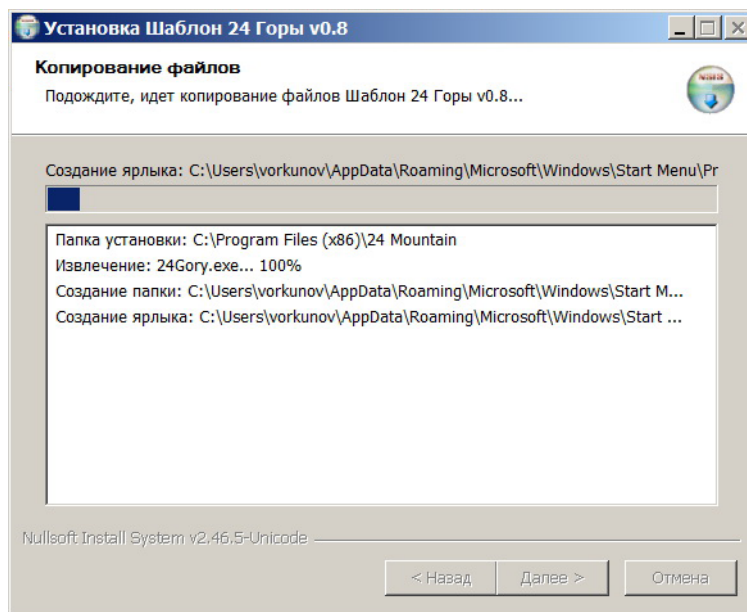 Установка Шаблон 24 Горы v0.8
Копирование файлов
Подождите, идет копирование файлов Шаблон 24 Горы v0.8...
Создание ярлыка: C:\Users\vorkunov\AppData\Roaming\Microsoft\Windows\Start Menu\Pr
Папка установки: C:\Program Files (x86)\24 Mountain
Извлечение: 24Gory.exe... 100%
Создание папки: C:\Users\vorkunov\AppData\Roaming\Microsoft\Windows\Start M...
Создание ярлыка: C:\Users\vorkunov\AppData\Roaming\Microsoft\Windows\Start ...
Nullsoft Install System v2.46.5-Unicode
< Назад
Далее >
Отмена